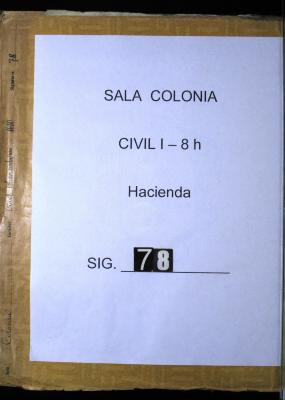 SALA COLONIA
CIVIL I – 8 h
Hacienda
SIG. 78